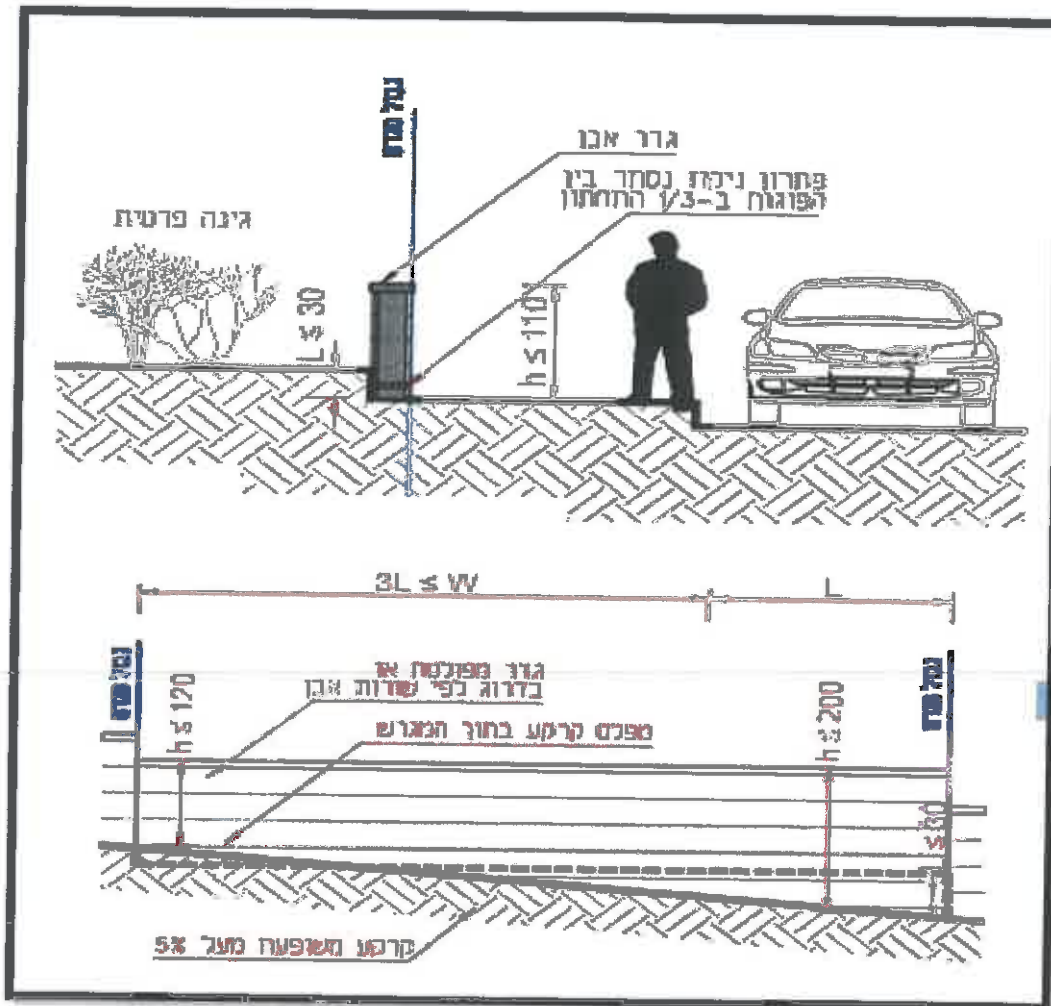 גבול מגרש
גדר אבן
פתרון ניקוז נסתר בין
הפוגות ב-1/3 התחתון
גינה פרטית
L ≤ 30
h ≤ 110
3L ≤ W
L
גבול מגרש
גבול מגרש
גדר מפולסת או
בדרוג לפי שורות אבן
h ≤ 120
h ≤ 200
מפלס קרקע בתוך המגרש
≤ 30
קרקע משופעת מעל 5%